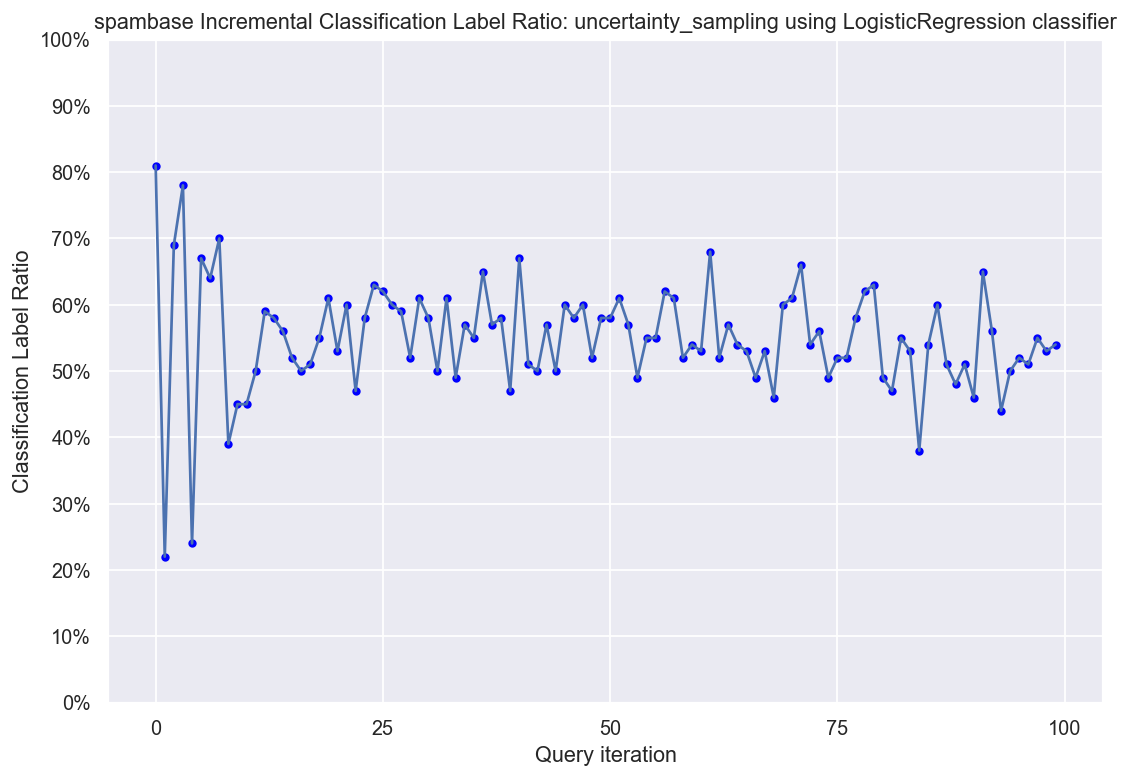 spambase Incremental Classification Label Ratio: uncertainty_sampling using LogisticRegression classifier
100%
90%
80%
70%
60%
50%
40%
30%
20%
10%
0%
Classification Label Ratio
0 25 50 75 100
Query iteration